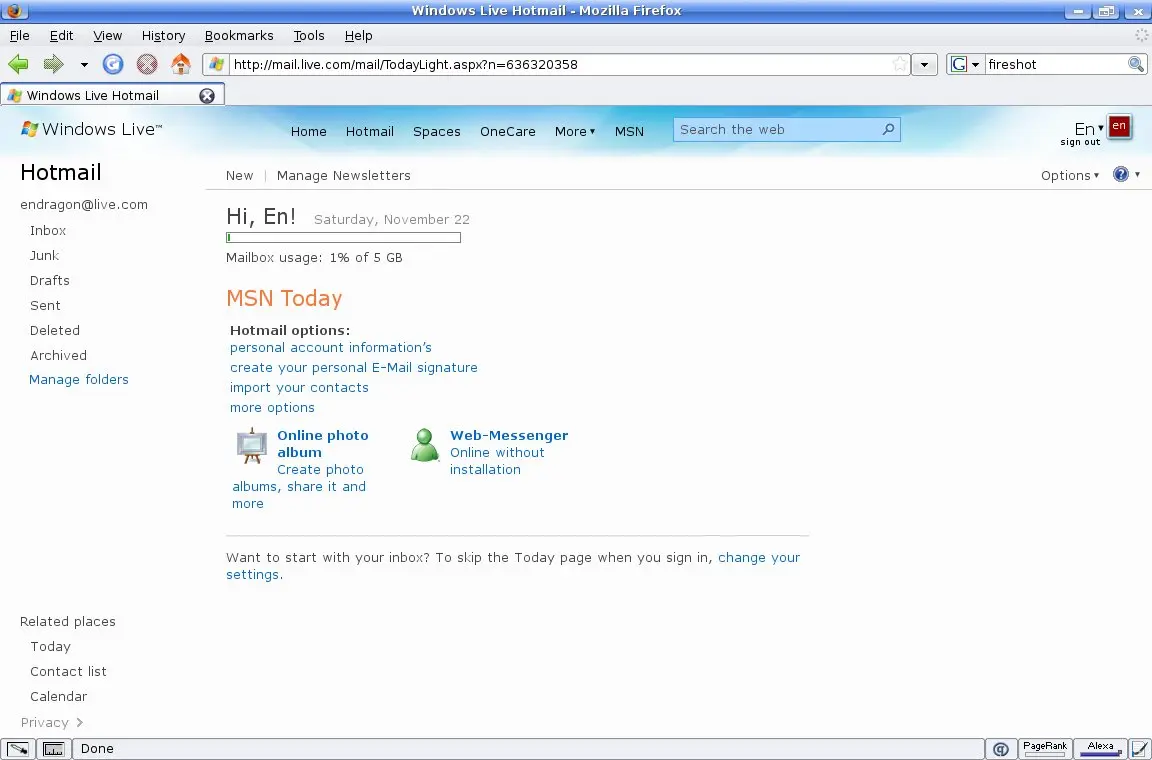 Windows Live Hotmail - Mozilla Firefox
File Edit View History Bookmarks Tools Help
http://mail.live.com/mail/TodayLight.aspx?n=636320358
G fireshot
Windows Live Hotmail
Windows Live™
Home Hotmail Spaces OneCare More MSN
Search the web
En en
sign out
Hotmail
New | Manage Newsletters
Options ?
endragon@live.com
Inbox
Junk
Drafts
Sent
Deleted
Archived
Manage folders
Hi, En! Saturday, November 22
Mailbox usage: 1% of 5 GB
MSN Today
Hotmail options:
personal account information's
create your personal E-Mail signature
import your contacts
more options
Online photo
album
Create photo
albums, share it and
more
Web-Messenger
Online without
installation
Want to start with your inbox? To skip the Today page when you sign in, change your
settings.
Related places
Today
Contact list
Calendar
Privacy
Done
@ PageRank Alexa